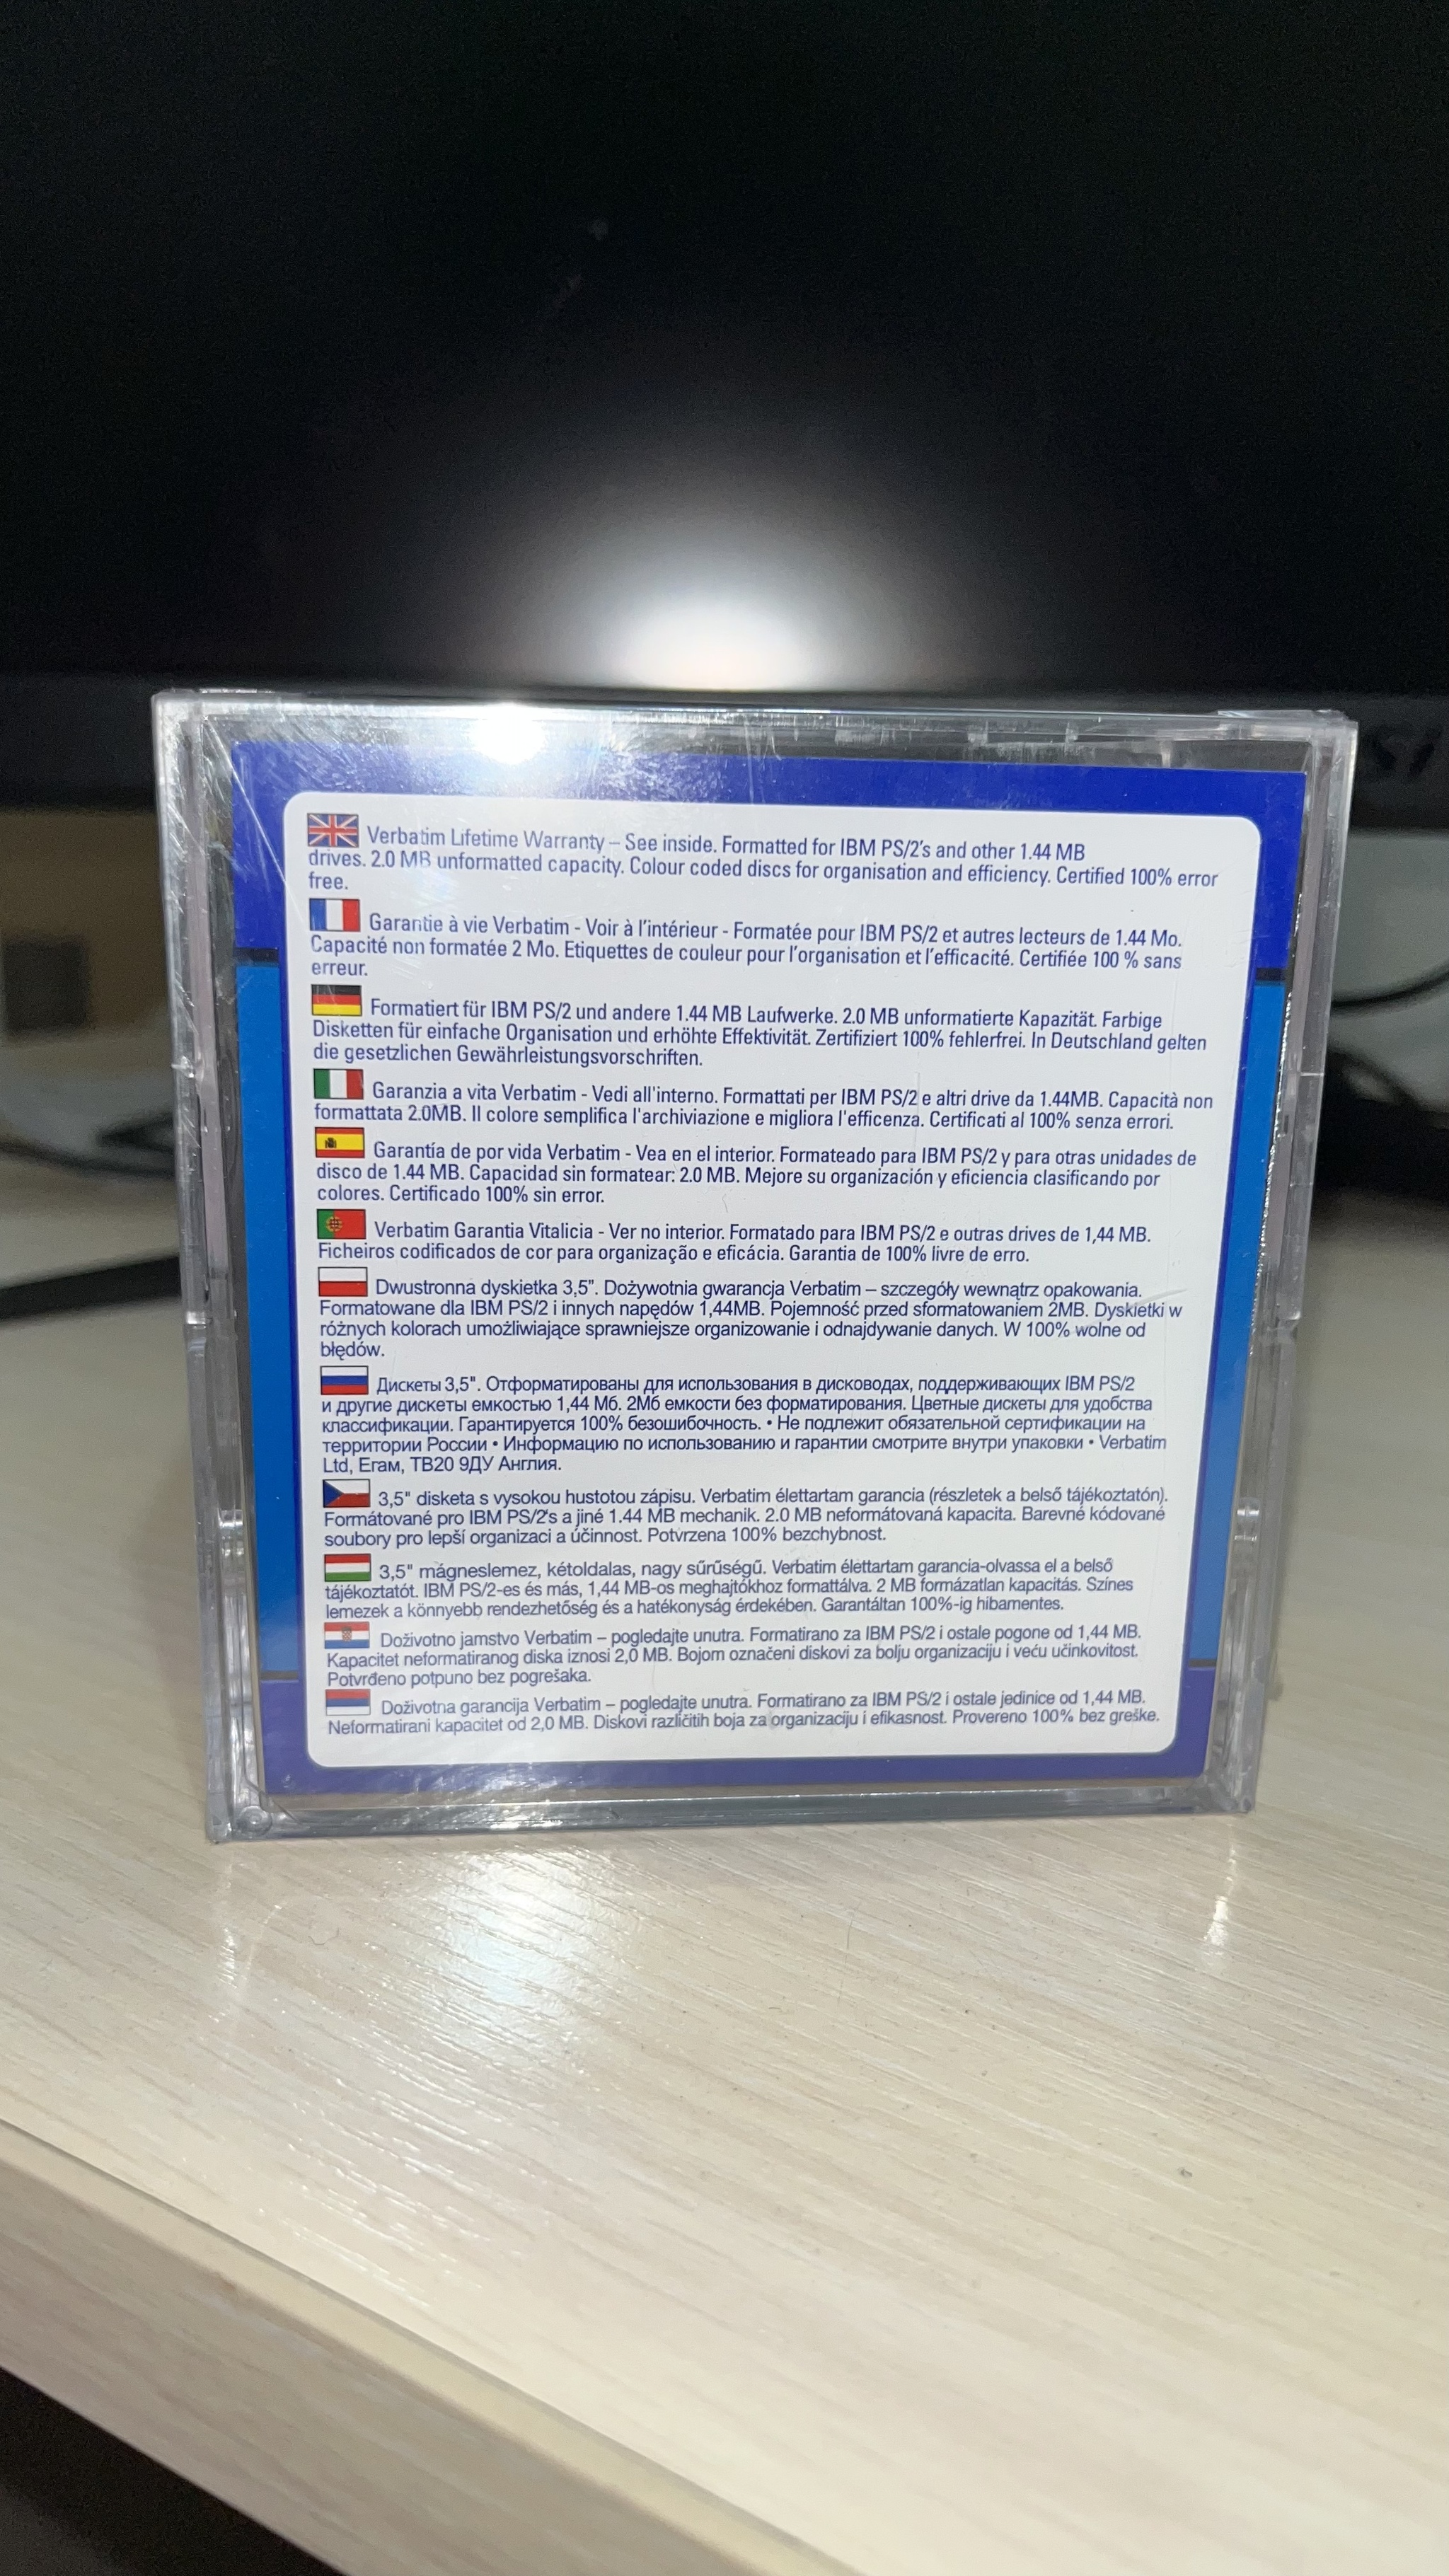 Verbatim Lifetime Warranty – See inside. Formatted for IBM PS/2's and other 1.44 MB
drives. 2.0 MB unformatted capacity. Colour coded discs for organisation and efficiency. Certified 100% error
free.
Garantie à vie Verbatim - Voir à l'intérieur - Formatée pour IBM PS/2 et autres lecteurs de 1.44 Mo.
Capacité non formatée 2 Mo. Etiquettes de couleur pour l'organisation et l'efficacité. Certifiée 100 % sans
erreur.
Formatiert für IBM PS/2 und andere 1.44 MB Laufwerke. 2.0 MB unformatierte Kapazität. Farbige
Disketten für einfache Organisation und erhöhte Effektivität. Zertifiziert 100% fehlerfrei. In Deutschland gelten
die gesetzlichen Gewährleistungsvorschriften.
Garanzia a vita Verbatim - Vedi all'interno. Formattati per IBM PS/2 e altri drive da 1.44MB. Capacità non
formattata 2.0MB. Il colore semplifica l'archiviazione e migliora l'efficenza. Certificati al 100% senza errori.
Garantía de por vida Verbatim - Vea en el interior. Formateado para IBM PS/2 y para otras unidades de
disco de 1.44 MB. Capacidad sin formatear: 2.0 MB. Mejore su organización y eficiencia clasificando por
colores. Certificado 100% sin error.
Verbatim Garantia Vitalicia - Ver no interior. Formatado para IBM PS/2 e outras drives de 1,44 MB.
Ficheiros codificados de cor para organização e eficácia. Garantia de 100% livre de erro.
Dwustronna dyskietka 3,5". Dożywotnia gwarancja Verbatim – szczegóły wewnątrz opakowania.
Formatowane dla IBM PS/2 i innych napędów 1,44MB. Pojemność przed sformatowaniem 2MB. Dyskietki w
różnych kolorach umożliwiające sprawniejsze organizowanie i odnajdywanie danych. W 100% wolne od
błędów.
Дискеты 3,5". Отформатированы для использования в дисководах, поддерживающих IBM PS/2
и другие дискеты емкостью 1,44 Мб. 2Мб емкости без форматирования. Цветные дискеты для удобства
классификации. Гарантируется 100% безошибочность. • Не подлежит обязательной сертификации на
территории России • Информацию по использованию и гарантии смотрите внутри упаковки • Verbatim
Ltd, Егам, ТВ20 9ДУ Англия.
3,5" disketa s vysokou hustotou zápisu. Verbatim élettartam garancia (részletek a belső tájékoztatón).
Formátované pro IBM PS/2's a jiné 1.44 MB mechanik. 2.0 MB neformátovaná kapacita. Barevné kódované
soubory pro lepší organizaci a účinnost. Potvrzena 100% bezchybnost.
3,5" mágneslemez, kétoldalas, nagy sűrűségű. Verbatim élettartam garancia-olvassa el a belső
tájékoztatót. IBM PS/2-es és más, 1,44 MB-os meghajtókhoz formattálva. 2 MB formázatlan kapacitás. Színes
lemezek a könnyebb rendezhetőség és a hatékonyság érdekében. Garantáltan 100%-ig hibamentes.
Doživotno jamstvo Verbatim – pogledajte unutra. Formatirano za IBM PS/2 i ostale pogone od 1,44 MB.
Kapacitet neformatiranog diska iznosi 2,0 MB. Bojom označeni diskovi za bolju organizaciju i veću učinkovitost.
Potvrđeno potpuno bez pogrešaka.
Doživotna garancija Verbatim – pogledajte unutra. Formatirano za IBM PS/2 i ostale jedinice od 1,44 MB.
Neformatirani kapacitet od 2,0 MB. Diskovi različitih boja za organizaciju i efikasnost. Provereno 100% bez greške.